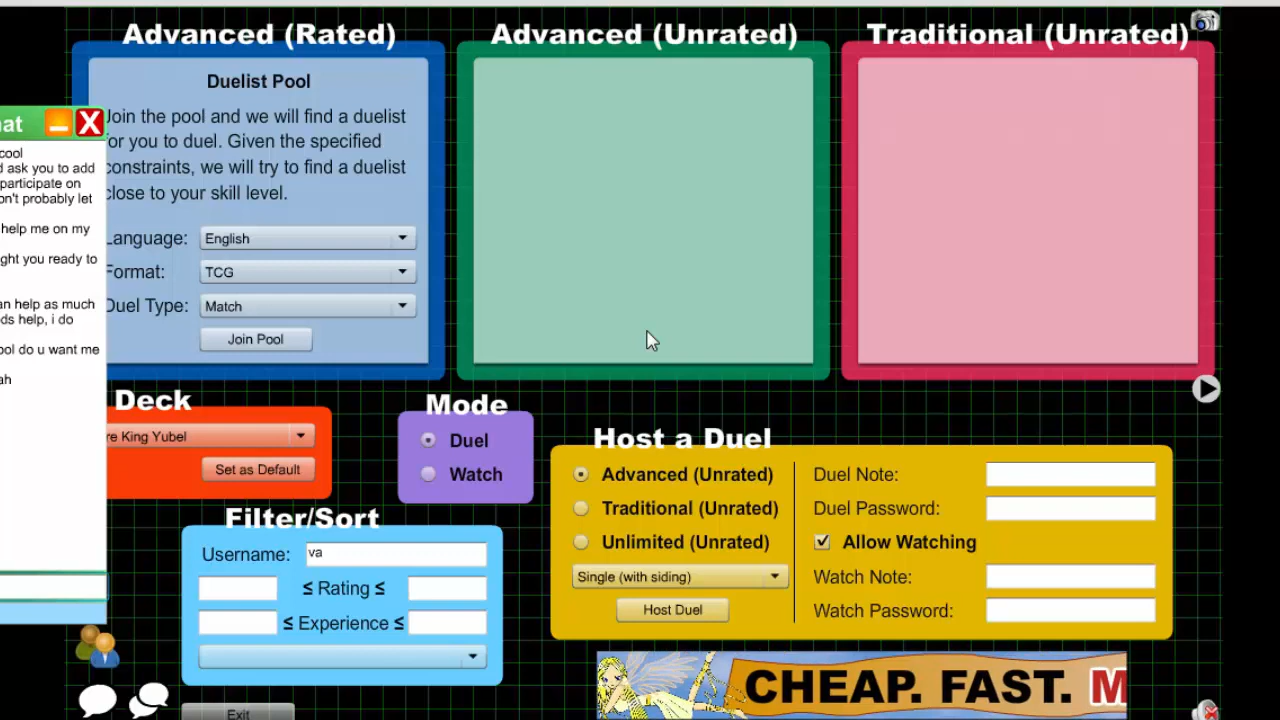 Advanced (Rated)
Advanced (Unrated)
Traditional (Unrated)
Duelist Pool
Join the pool and we will find a duelist
for you to duel. Given the specified
constraints, we will try to find a duelist
close to your skill level.
Language: English
Format: TCG
Duel Type: Match
Join Pool
at
cool
ask you to add
participate on
n't probably let
help me on my
ght you ready to
an help as much
ds help, i do
ool do u want me
ah
Deck
re King Yubel
Set as Default
Mode
Duel
Watch
Filter/Sort
Username: va
≤ Rating ≤
≤ Experience ≤
Exit
Host a Duel
Advanced (Unrated)
Traditional (Unrated)
Unlimited (Unrated)
Single (with siding)
Host Duel
Duel Note:
Duel Password:
Allow Watching
Watch Note:
Watch Password:
CHEAP. FAST. M